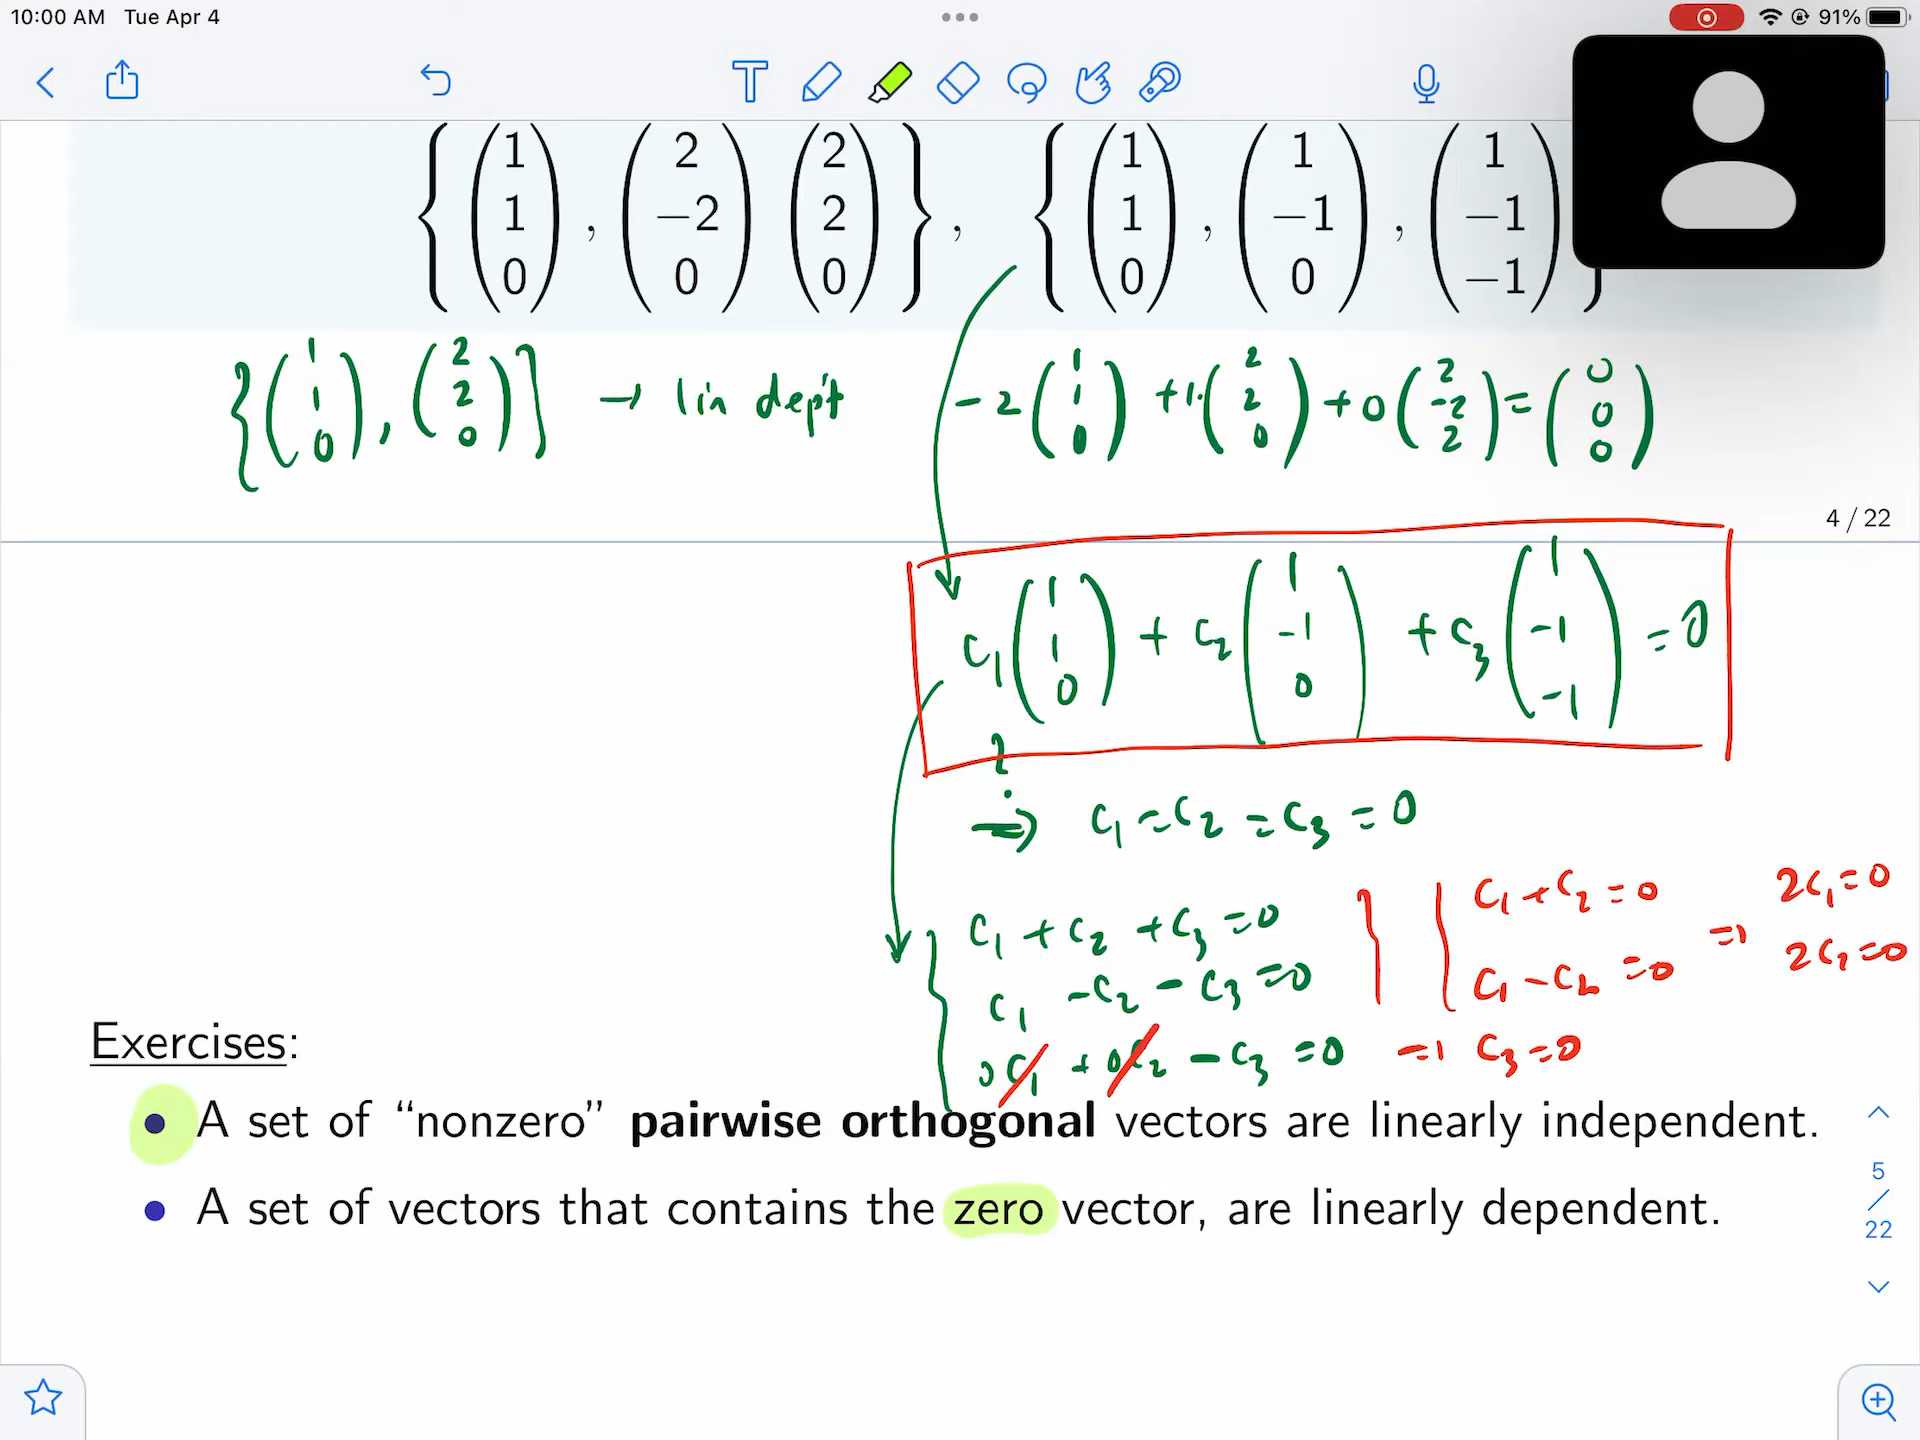 10:00 AM Tue Apr 4
91%
{ ( 1 1 0 ) , ( 2 −2 0 ) ( 2 2 0 ) } , { ( 1 1 0 ) , ( 1 −1 0 ) , ( 1 −1 −1 ) }
{ ( 1 1 0 ) , ( 2 2 0 ) } → lin dep't
-2 ( 1 1 0 ) +1· ( 2 2 0 ) +0 ( 2 -2 2 ) = ( 0 0 0 )
4 / 22
c₁ ( 1 1 0 ) + c₂ ( 1 -1 0 ) + c₃ ( 1 -1 -1 ) = 0
?
⇒ c₁ = c₂ = c₃ = 0
c₁ + c₂ + c₃ = 0
c₁ - c₂ - c₃ = 0
0c₁ + 0c₂ - c₃ = 0 ⇒ c₃ = 0
c₁ + c₂ = 0
c₁ - c₂ = 0
⇒ 2c₁ = 0
2c₂ = 0
Exercises:
• A set of “nonzero” pairwise orthogonal vectors are linearly independent.
• A set of vectors that contains the zero vector, are linearly dependent.
5 / 22